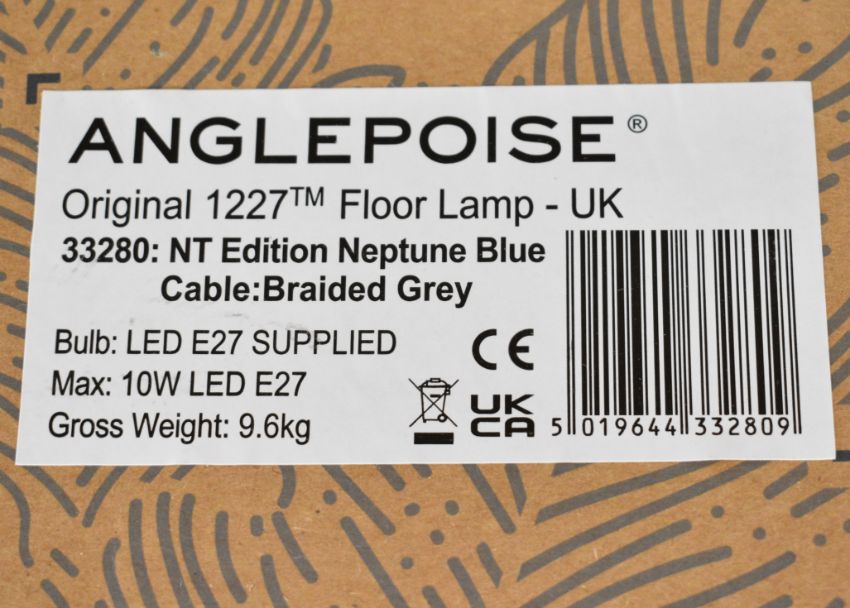 ANGLEPOISE®
Original 1227™ Floor Lamp - UK
33280: NT Edition Neptune Blue
Cable:Braided Grey
Bulb: LED E27 SUPPLIED
Max: 10W LED E27
Gross Weight: 9.6kg
CE
UK
CA
5 019644 332809